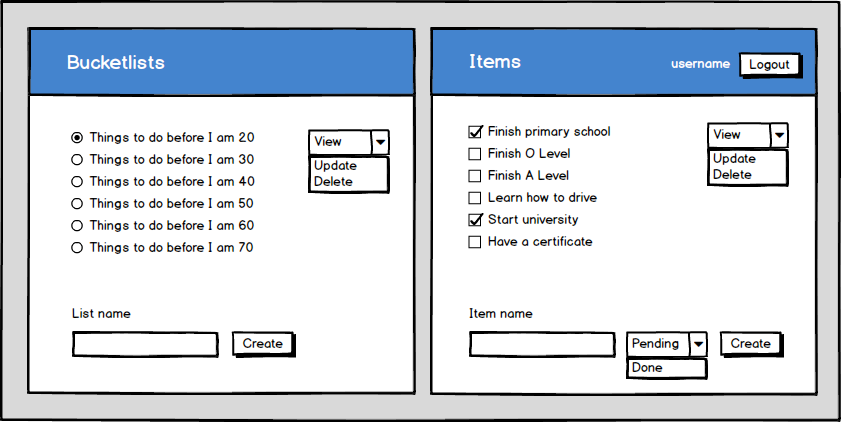 Bucketlists
Things to do before I am 20
Things to do before I am 30
Things to do before I am 40
Things to do before I am 50
Things to do before I am 60
Things to do before I am 70
View
Update
Delete
List name
Create
Items
username
Logout
Finish primary school
Finish O Level
Finish A Level
Learn how to drive
Start university
Have a certificate
View
Update
Delete
Item name
Pending
Done
Create